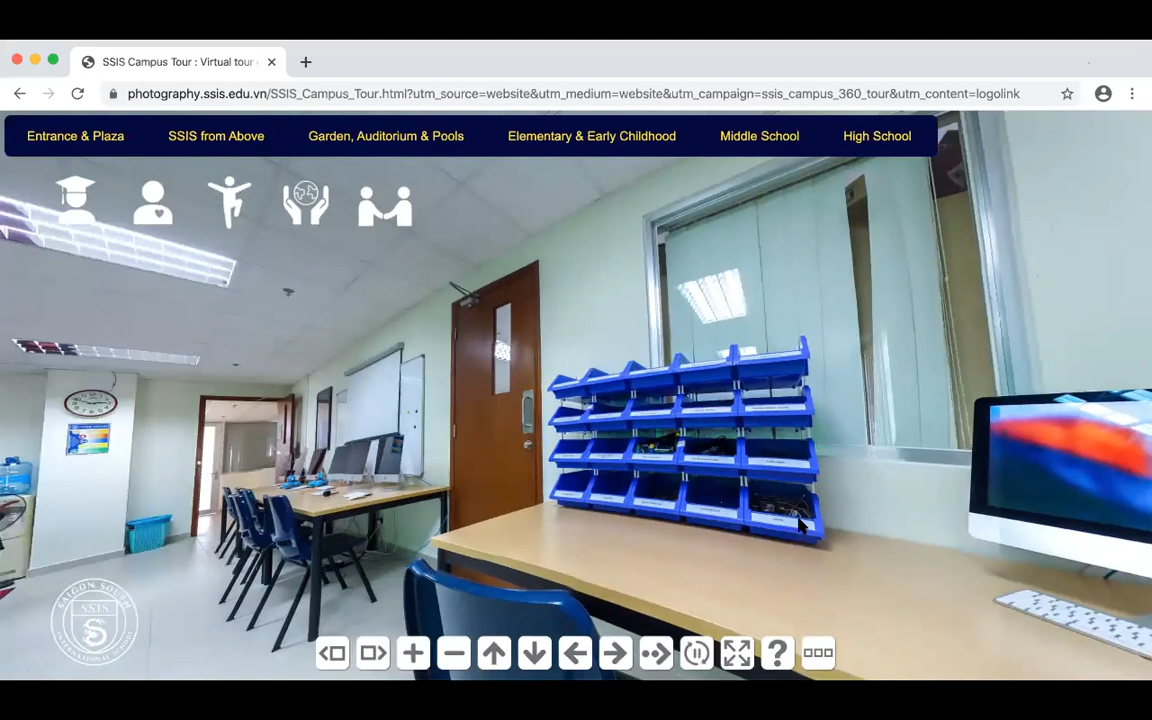 SSIS Campus Tour : Virtual tour
photography.ssis.edu.vn/SSIS_Campus_Tour.html?utm_source=website&utm_medium=website&utm_campaign=ssis_campus_360_tour&utm_content=logolink
Entrance & Plaza SSIS from Above Garden, Auditorium & Pools Elementary & Early Childhood Middle School High School
SAIGON SOUTH
SSIS
INTERNATIONAL SCHOOL
?